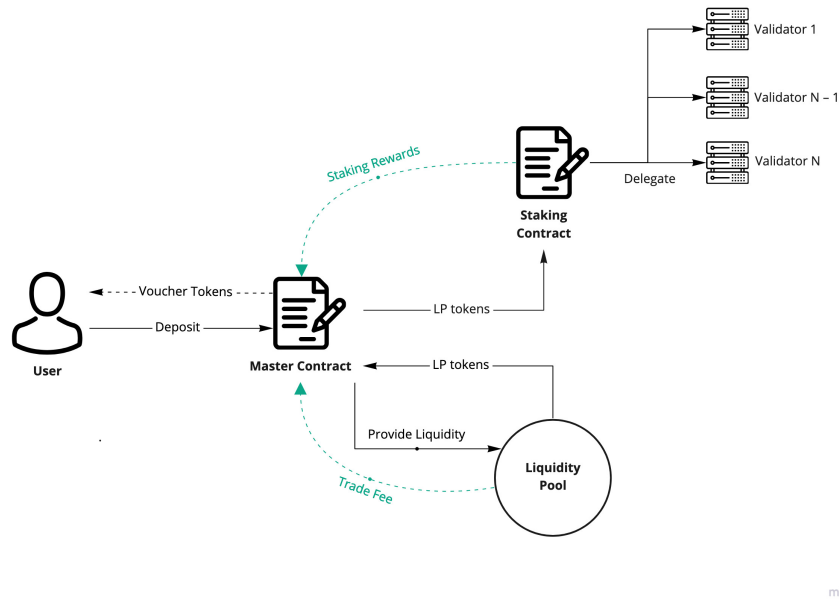 Validator 1
Validator N – 1
Validator N
Delegate
Staking Rewards
Staking
Contract
Voucher Tokens
Deposit
User
Master Contract
LP tokens
LP tokens
Provide Liquidity
Trade Fee
Liquidity
Pool
m